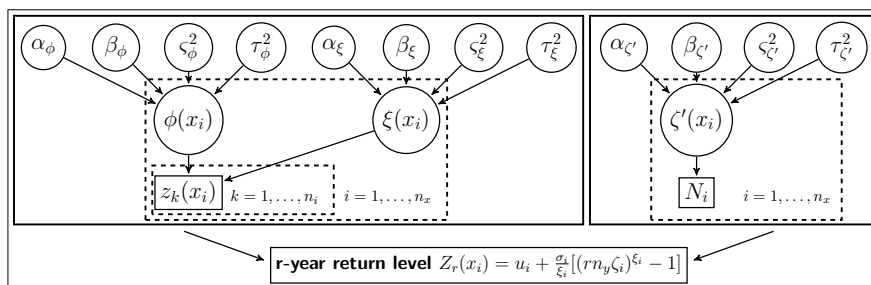 α_ϕ β_ϕ ς²_ϕ τ²_ϕ α_ξ β_ξ ς²_ξ τ²_ξ
ϕ(x_i) ξ(x_i)
z_k(x_i) k = 1, . . . , n_i i = 1, . . . , n_x
α_ζ′ β_ζ′ ς²_ζ′ τ²_ζ′
ζ′(x_i)
N_i i = 1, . . . , n_x
r-year return level Z_r(x_i) = u_i + σ_i/ξ_i[(rn_yζ_i)^ξ_i − 1]